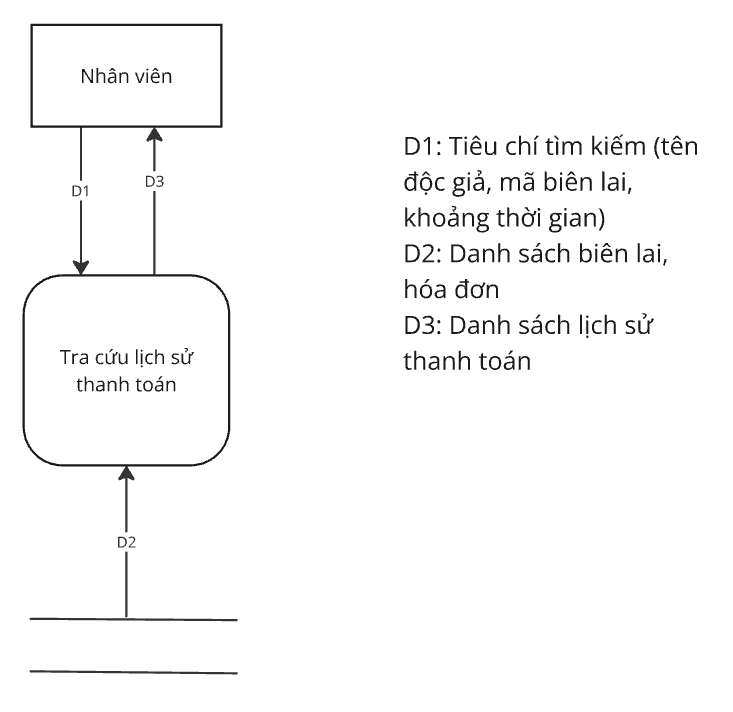 Nhân viên
D1
D3
Tra cứu lịch sử
thanh toán
D2
D1: Tiêu chí tìm kiếm (tên
độc giả, mã biên lai,
khoảng thời gian)
D2: Danh sách biên lai,
hóa đơn
D3: Danh sách lịch sử
thanh toán